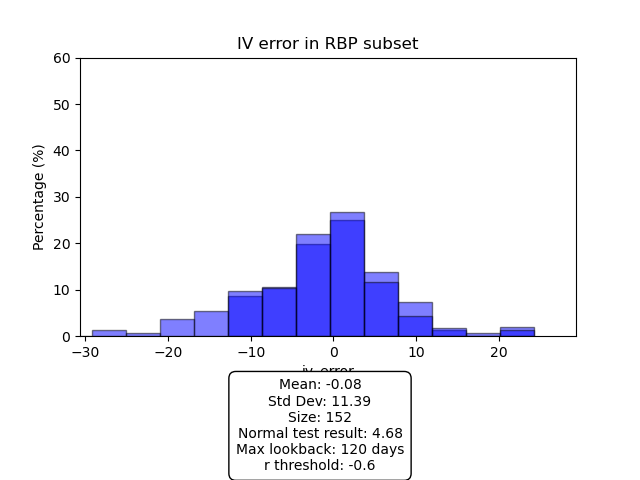 IV error in RBP subset
Percentage (%)
60
50
40
30
20
10
0
−30
−20
−10
0
10
20
iv_error
Mean: -0.08
Std Dev: 11.39
Size: 152
Normal test result: 4.68
Max lookback: 120 days
r threshold: -0.6